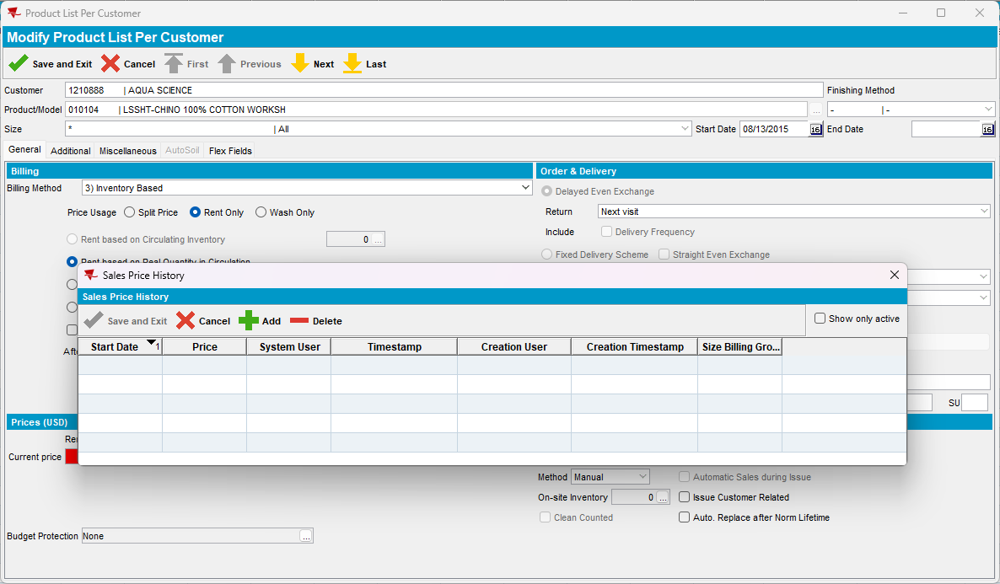 Product List Per Customer
Modify Product List Per Customer
Save and Exit Cancel First Previous Next Last
Customer 1210888 | AQUA SCIENCE Finishing Method
Product/Model 010104 | LSSHT-CHINO 100% COTTON WORKSH ... - | -
Size * | All Start Date 08/13/2015 16 End Date 16
General Additional Miscellaneous AutoSoil Flex Fields
Billing Order & Delivery
Billing Method 3) Inventory Based Delayed Even Exchange
Price Usage Split Price Rent Only Wash Only Return Next visit
Include Delivery Frequency
Rent based on Circulating Inventory 0 ...
Fixed Delivery Scheme Straight Even Exchange
Rent based on Real Quantity in Circulation
Sales Price History
Sales Price History
Save and Exit Cancel Add Delete Show only active
Start Date 1 Price System User Timestamp Creation User Creation Timestamp Size Billing Gro...
SU
Prices (USD)
Current price
Method Manual Automatic Sales during Issue
On-site Inventory 0 ... Issue Customer Related
Clean Counted Auto. Replace after Norm Lifetime
Budget Protection None ...